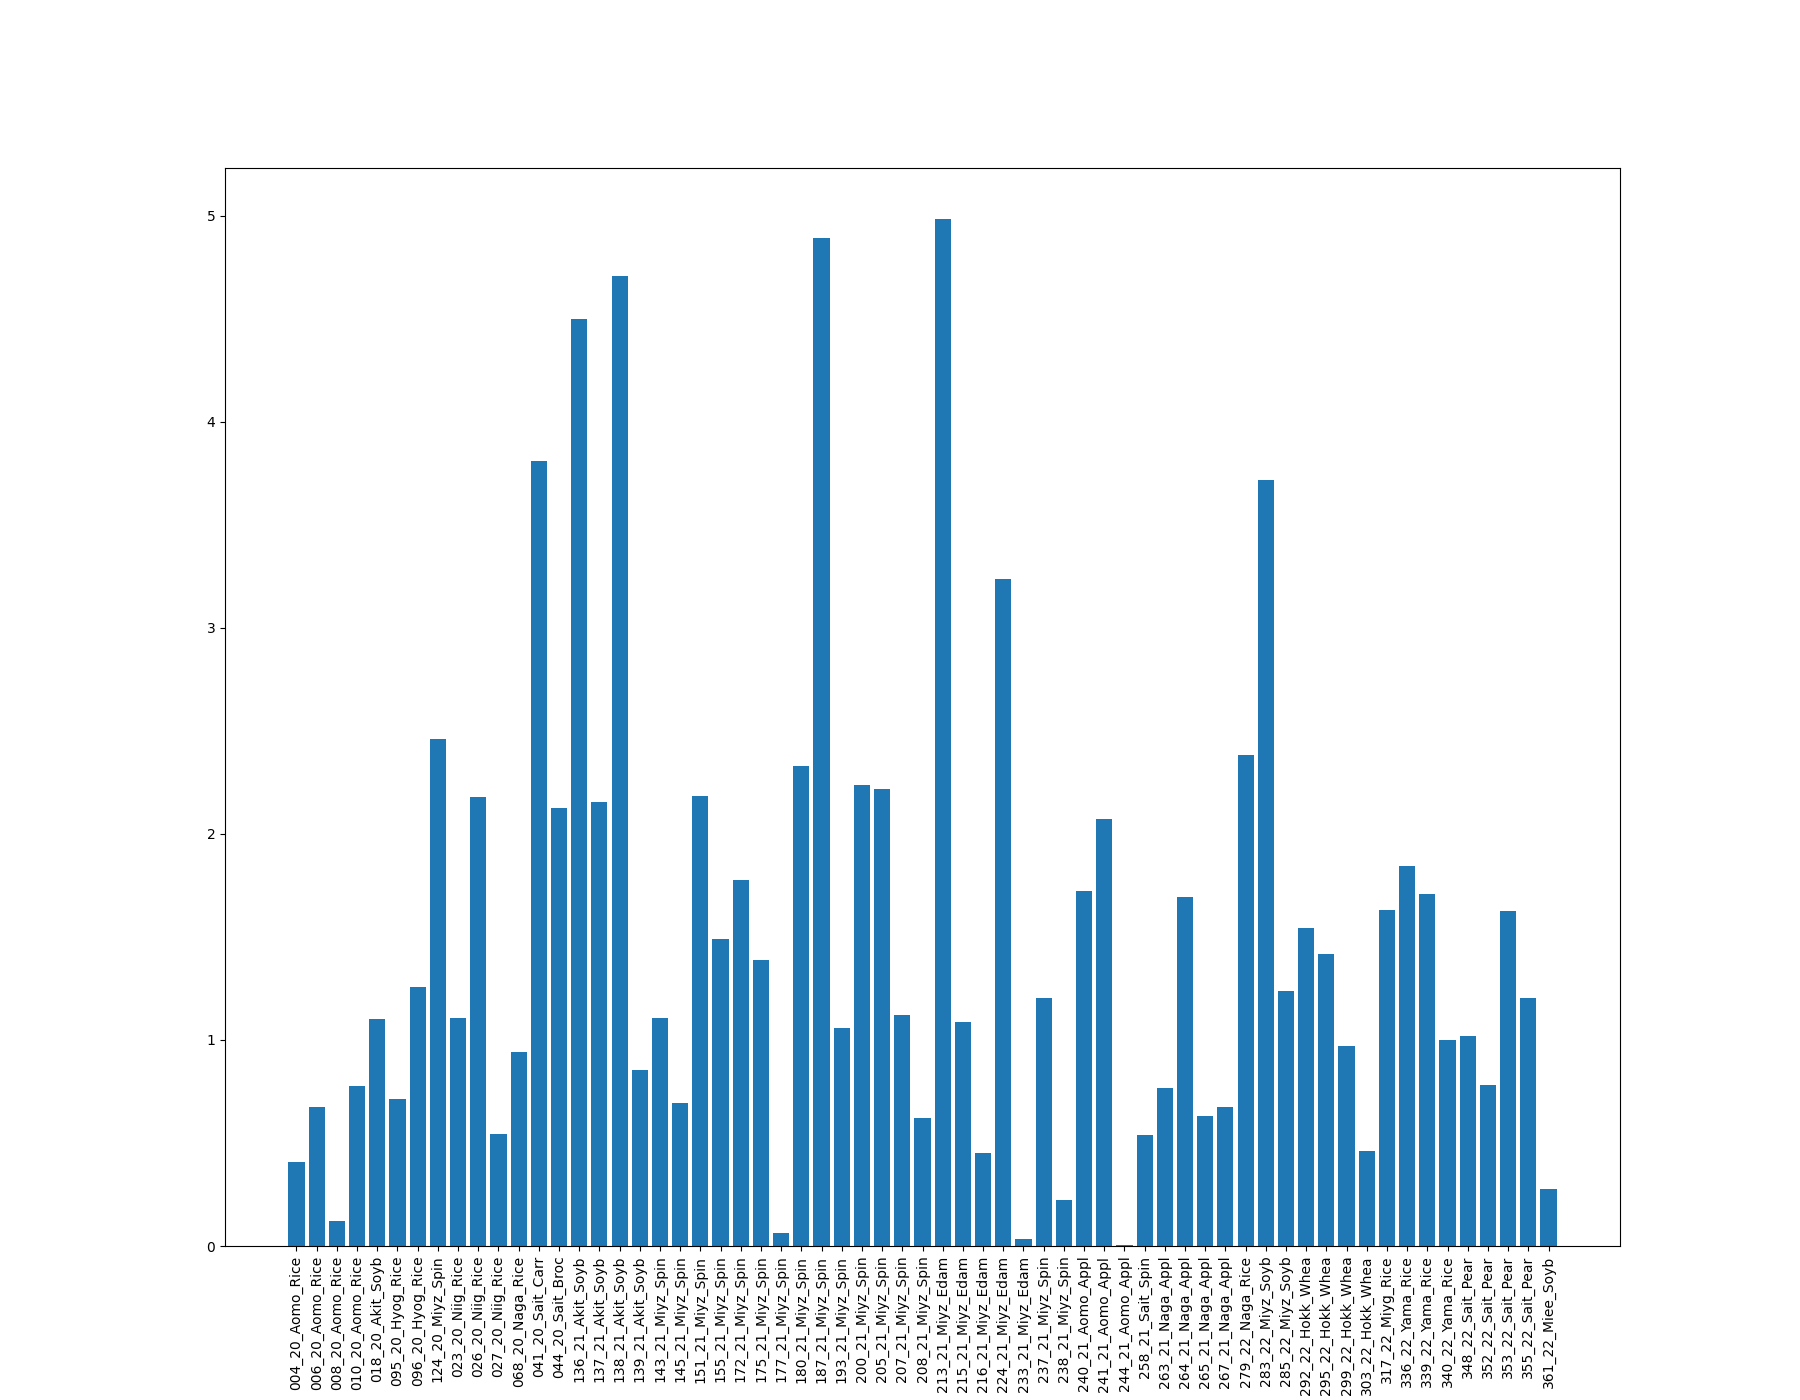 5
4
3
2
1
0
004_20_Aomo_Rice
006_20_Aomo_Rice
008_20_Aomo_Rice
010_20_Aomo_Rice
018_20_Akit_Soyb
095_20_Hyog_Rice
096_20_Hyog_Rice
124_20_Miyz_Spin
023_20_Niig_Rice
026_20_Niig_Rice
027_20_Niig_Rice
068_20_Naga_Rice
041_20_Sait_Carr
044_20_Sait_Broc
136_21_Akit_Soyb
137_21_Akit_Soyb
138_21_Akit_Soyb
139_21_Akit_Soyb
143_21_Miyz_Spin
145_21_Miyz_Spin
151_21_Miyz_Spin
155_21_Miyz_Spin
172_21_Miyz_Spin
175_21_Miyz_Spin
177_21_Miyz_Spin
180_21_Miyz_Spin
187_21_Miyz_Spin
193_21_Miyz_Spin
200_21_Miyz_Spin
205_21_Miyz_Spin
207_21_Miyz_Spin
208_21_Miyz_Spin
213_21_Miyz_Edam
215_21_Miyz_Edam
216_21_Miyz_Edam
224_21_Miyz_Edam
233_21_Miyz_Edam
237_21_Miyz_Spin
238_21_Miyz_Spin
240_21_Aomo_Appl
241_21_Aomo_Appl
244_21_Aomo_Appl
258_21_Sait_Spin
263_21_Naga_Appl
264_21_Naga_Appl
265_21_Naga_Appl
267_21_Naga_Appl
279_22_Naga_Rice
283_22_Miyz_Soyb
285_22_Miyz_Soyb
292_22_Hokk_Whea
295_22_Hokk_Whea
299_22_Hokk_Whea
303_22_Hokk_Whea
317_22_Miyg_Rice
336_22_Yama_Rice
339_22_Yama_Rice
340_22_Yama_Rice
348_22_Sait_Pear
352_22_Sait_Pear
353_22_Sait_Pear
355_22_Sait_Pear
361_22_Miee_Soyb